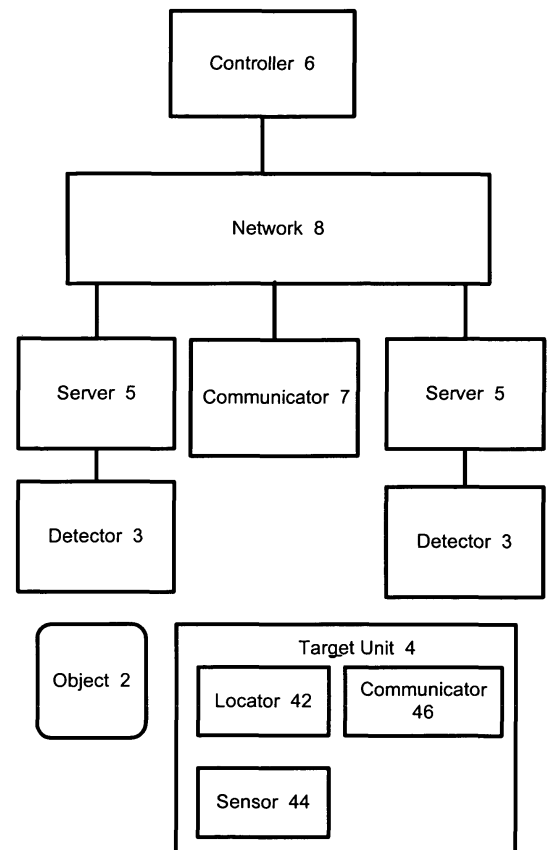 Controller 6
Network 8
Server 5
Communicator 7
Server 5
Detector 3
Detector 3
Object 2
Target Unit 4
Locator 42
Communicator
46
Sensor 44